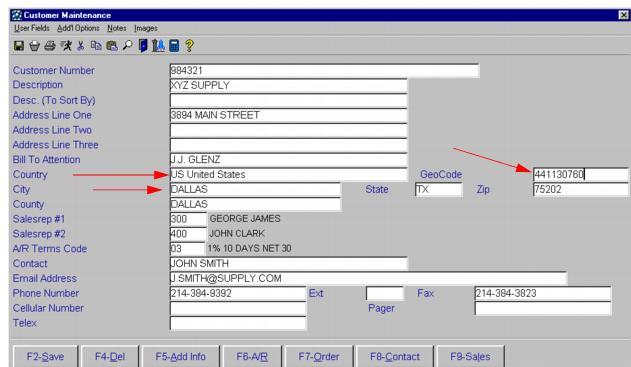 Customer Maintenance
User Fields Add'l Options Notes Images
Customer Number 984321
Description XYZ SUPPLY
Desc. (To Sort By)
Address Line One 3894 MAIN STREET
Address Line Two
Address Line Three
Bill To Attention J.J. GLENZ
Country US United States GeoCode 441130760
City DALLAS State TX Zip 75202
County DALLAS
Salesrep #1 300 GEORGE JAMES
Salesrep #2 400 JOHN CLARK
A/R Terms Code 03 1% 10 DAYS NET 30
Contact JOHN SMITH
Email Address J.SMITH@SUPPLY.COM
Phone Number 214-384-9392 Ext Fax 214-384-3823
Cellular Number Pager
Telex
F2-Save F4-Del F5-Add Info F6-A/R F7-Order F8-Contact F9-Sales